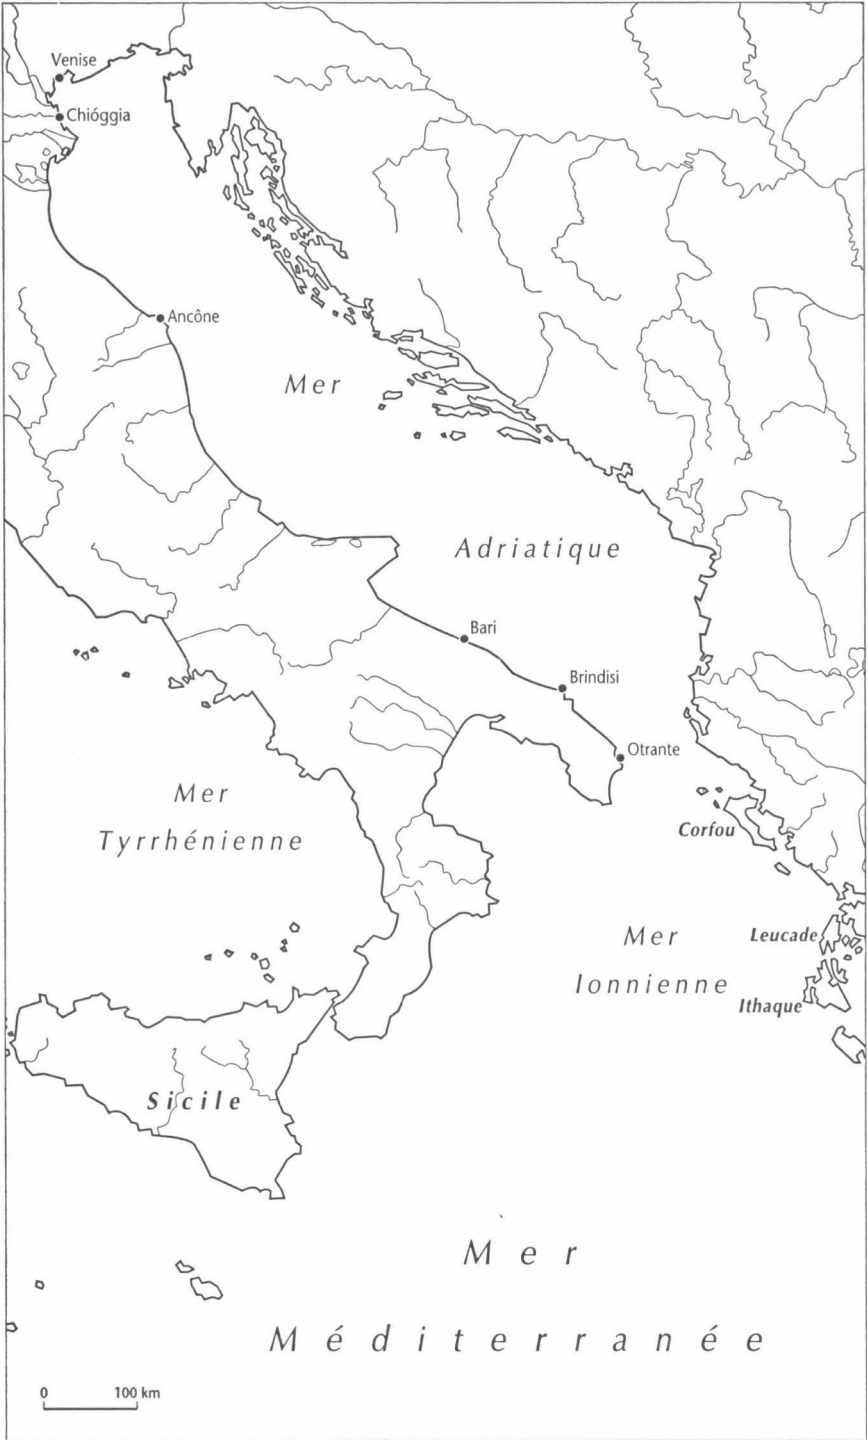 Venise
Chióggia
Ancône
Mer
Adriatique
Bari
Brindisi
Otrante
Mer
Tyrrhénienne
Corfou
Mer
Ionnienne
Leucade
Ithaque
Sicile
Mer
Méditerranée
0 100 km